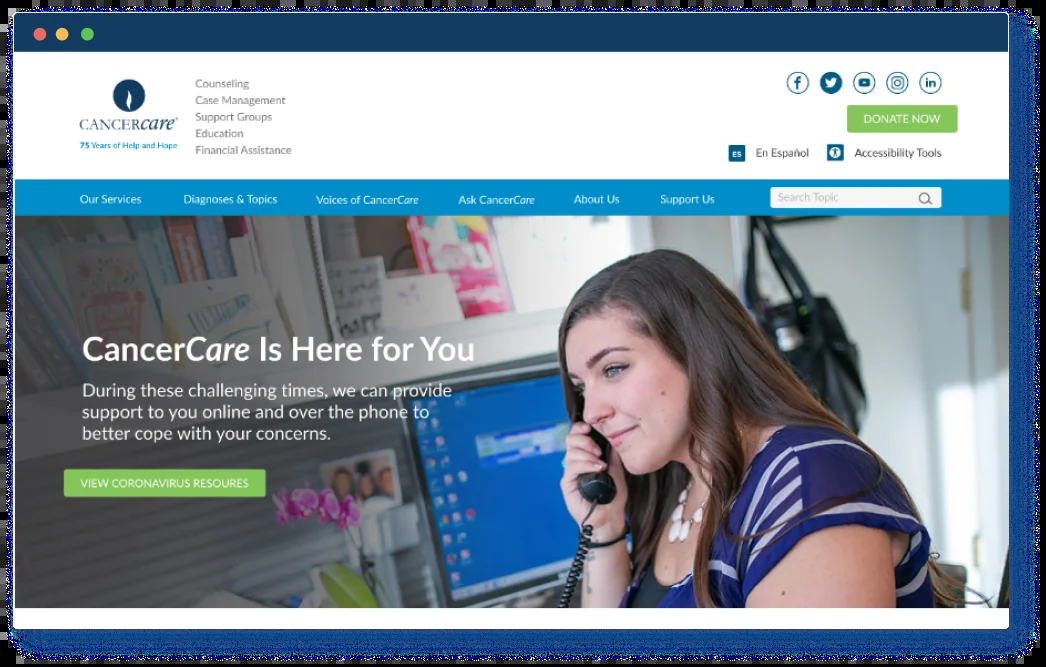 CANCERcare®
75 Years of Help and Hope
Counseling
Case Management
Support Groups
Education
Financial Assistance
DONATE NOW
ES En Español Accessibility Tools
Our Services Diagnoses & Topics Voices of CancerCare Ask CancerCare About Us Support Us Search Topic
CancerCare Is Here for You
During these challenging times, we can provide
support to you online and over the phone to
better cope with your concerns.
VIEW CORONAVIRUS RESOURES